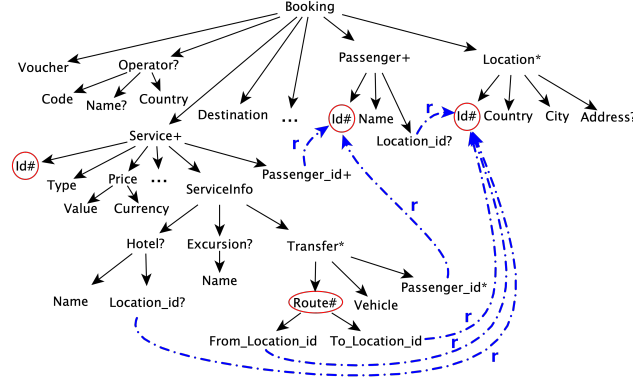 Booking
Voucher
Operator?
Passenger+
Location*
Code
Name?
Country
Destination
...
Id#
Name
Location_id?
r
r
Id#
Country
City
Address?
Service+
Id#
Type
Price
...
ServiceInfo
Passenger_id+
r
Value
Currency
r
Hotel?
Excursion?
Transfer*
Name
Location_id?
Name
Route#
Vehicle
Passenger_id*
From_Location_id
To_Location_id
r
r
r